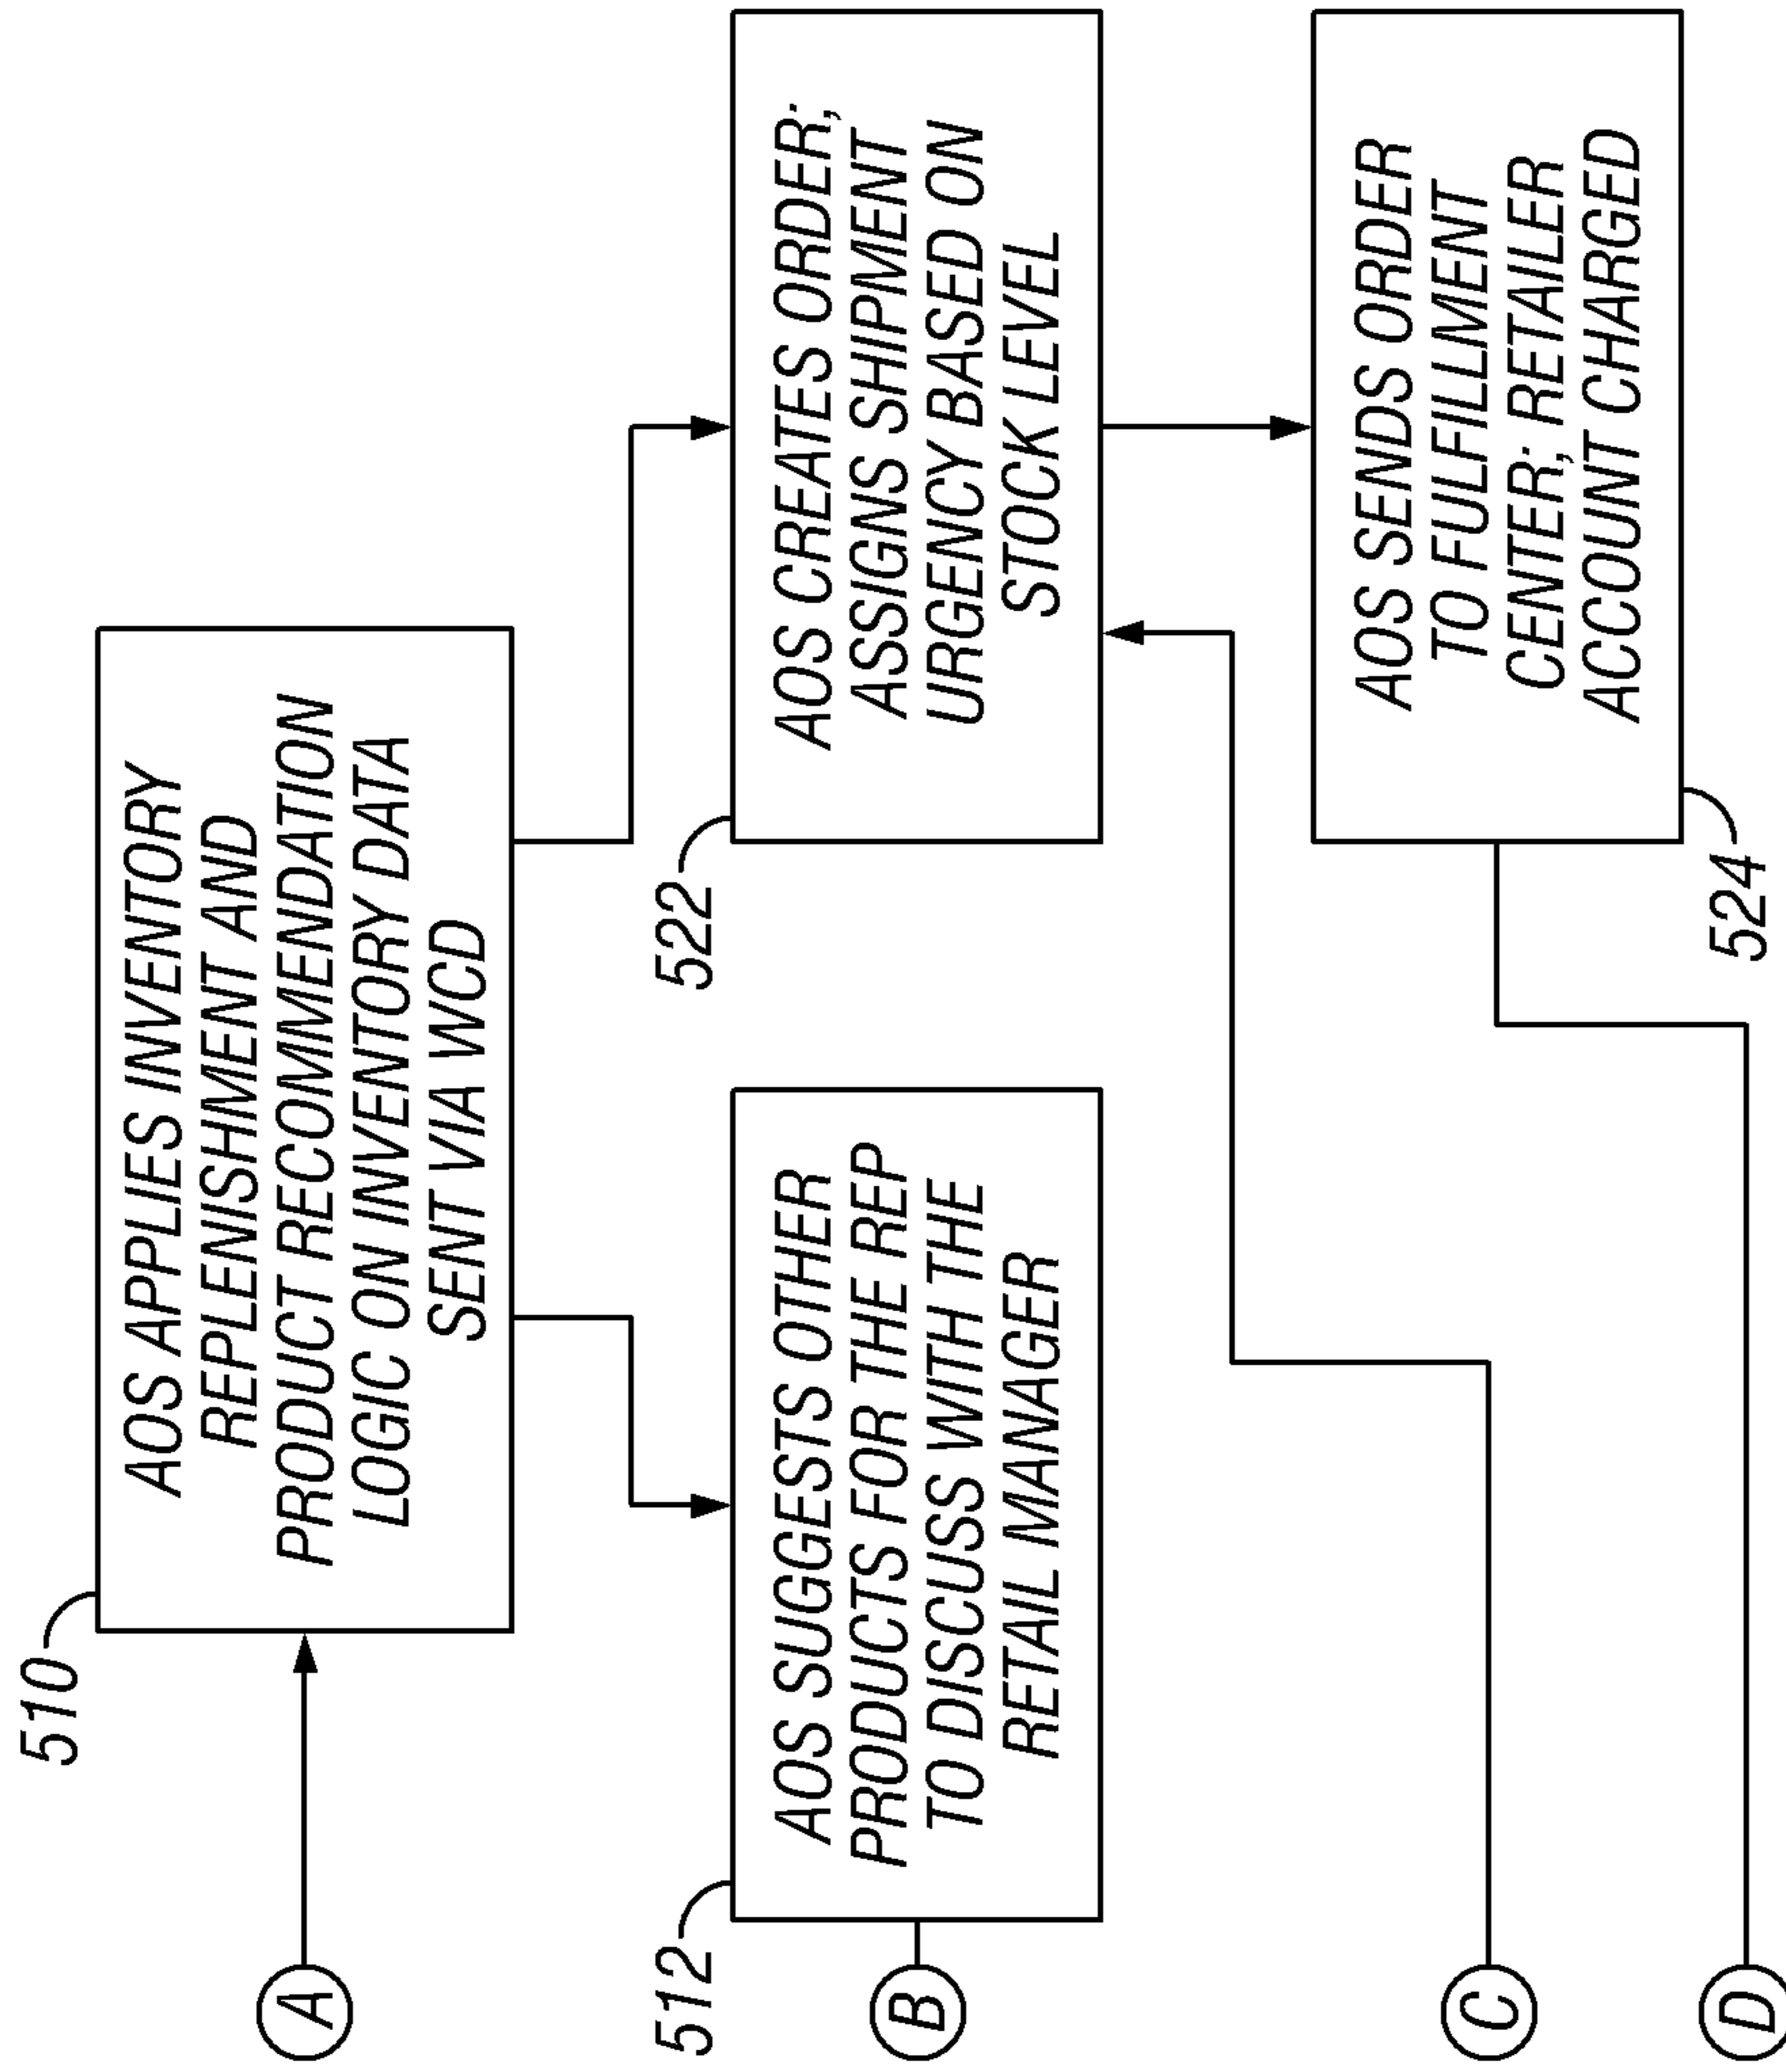 510
AOS APPLIES INVENTORY
REPLENISHMENT AND
PRODUCT RECOMMENDATION
LOGIC ON INVENTORY DATA
SENT VIA WCD
A
512
AOS SUGGESTS OTHER
PRODUCTS FOR THE REP
TO DISCUSS WITH THE
RETAIL MANAGER
B
522
AOS CREATES ORDER;
ASSIGNS SHIPMENT
URGENCY BASED ON
STOCK LEVEL
C
AOS SENDS ORDER
TO FULFILLMENT
CENTER; RETAILER
ACCOUNT CHARGED
524
D